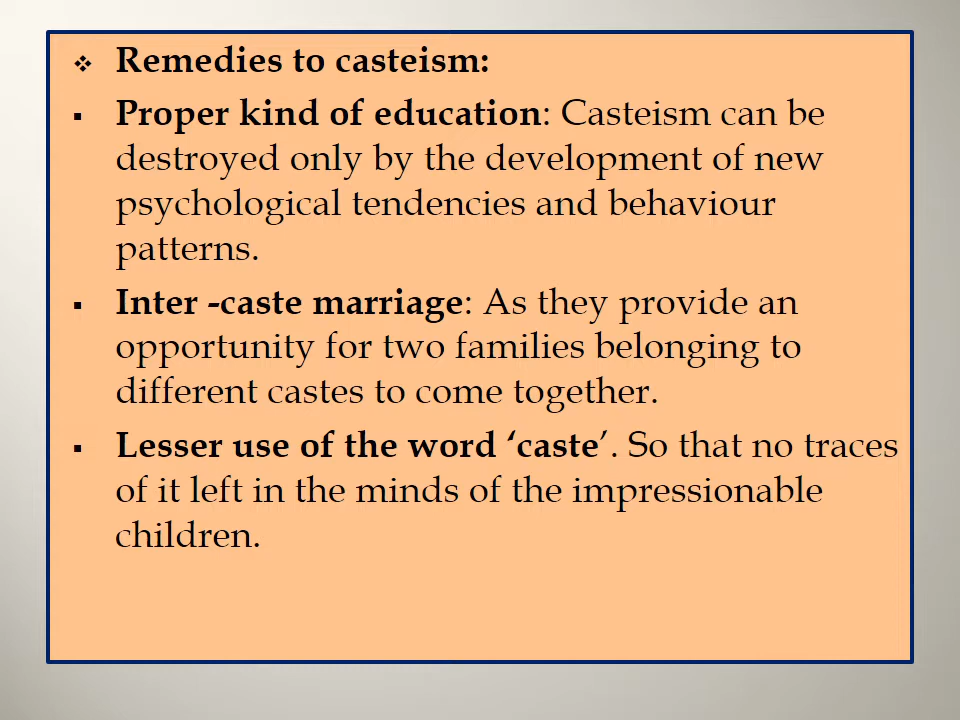 ❖ Remedies to casteism:
▪ Proper kind of education: Casteism can be
destroyed only by the development of new
psychological tendencies and behaviour
patterns.
▪ Inter -caste marriage: As they provide an
opportunity for two families belonging to
different castes to come together.
▪ Lesser use of the word ‘caste’. So that no traces
of it left in the minds of the impressionable
children.